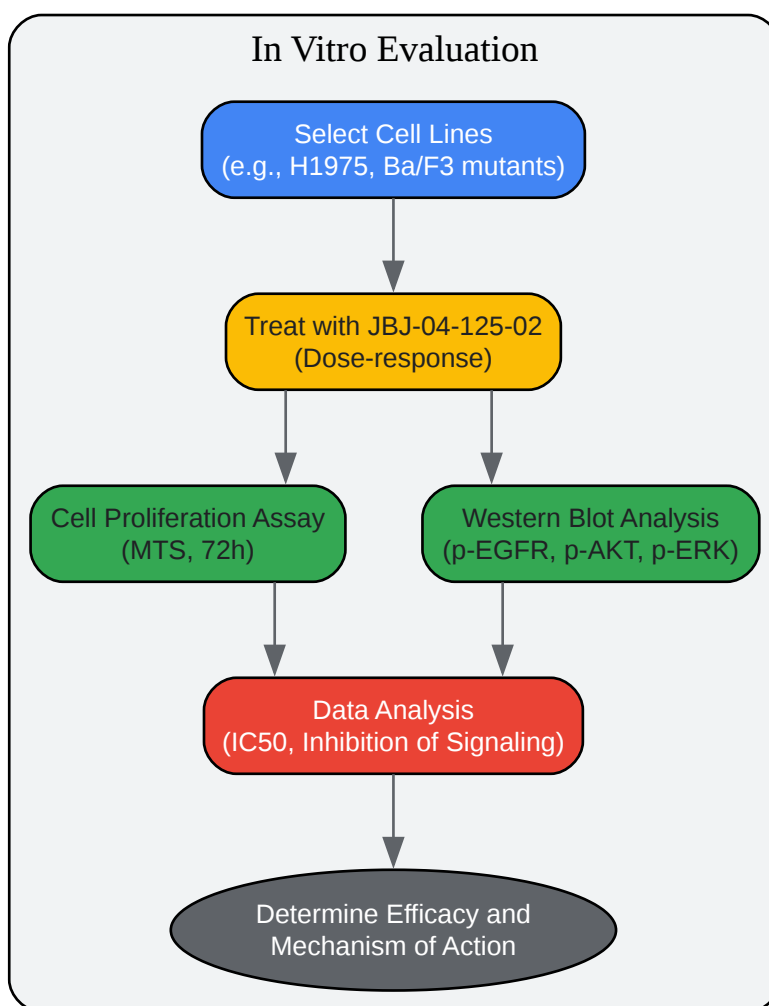 In Vitro Evaluation
Select Cell Lines
(e.g., H1975, Ba/F3 mutants)
Treat with JBJ-04-125-02
(Dose-response)
Cell Proliferation Assay
(MTS, 72h)
Western Blot Analysis
(p-EGFR, p-AKT, p-ERK)
Data Analysis
(IC50, Inhibition of Signaling)
Determine Efficacy and
Mechanism of Action